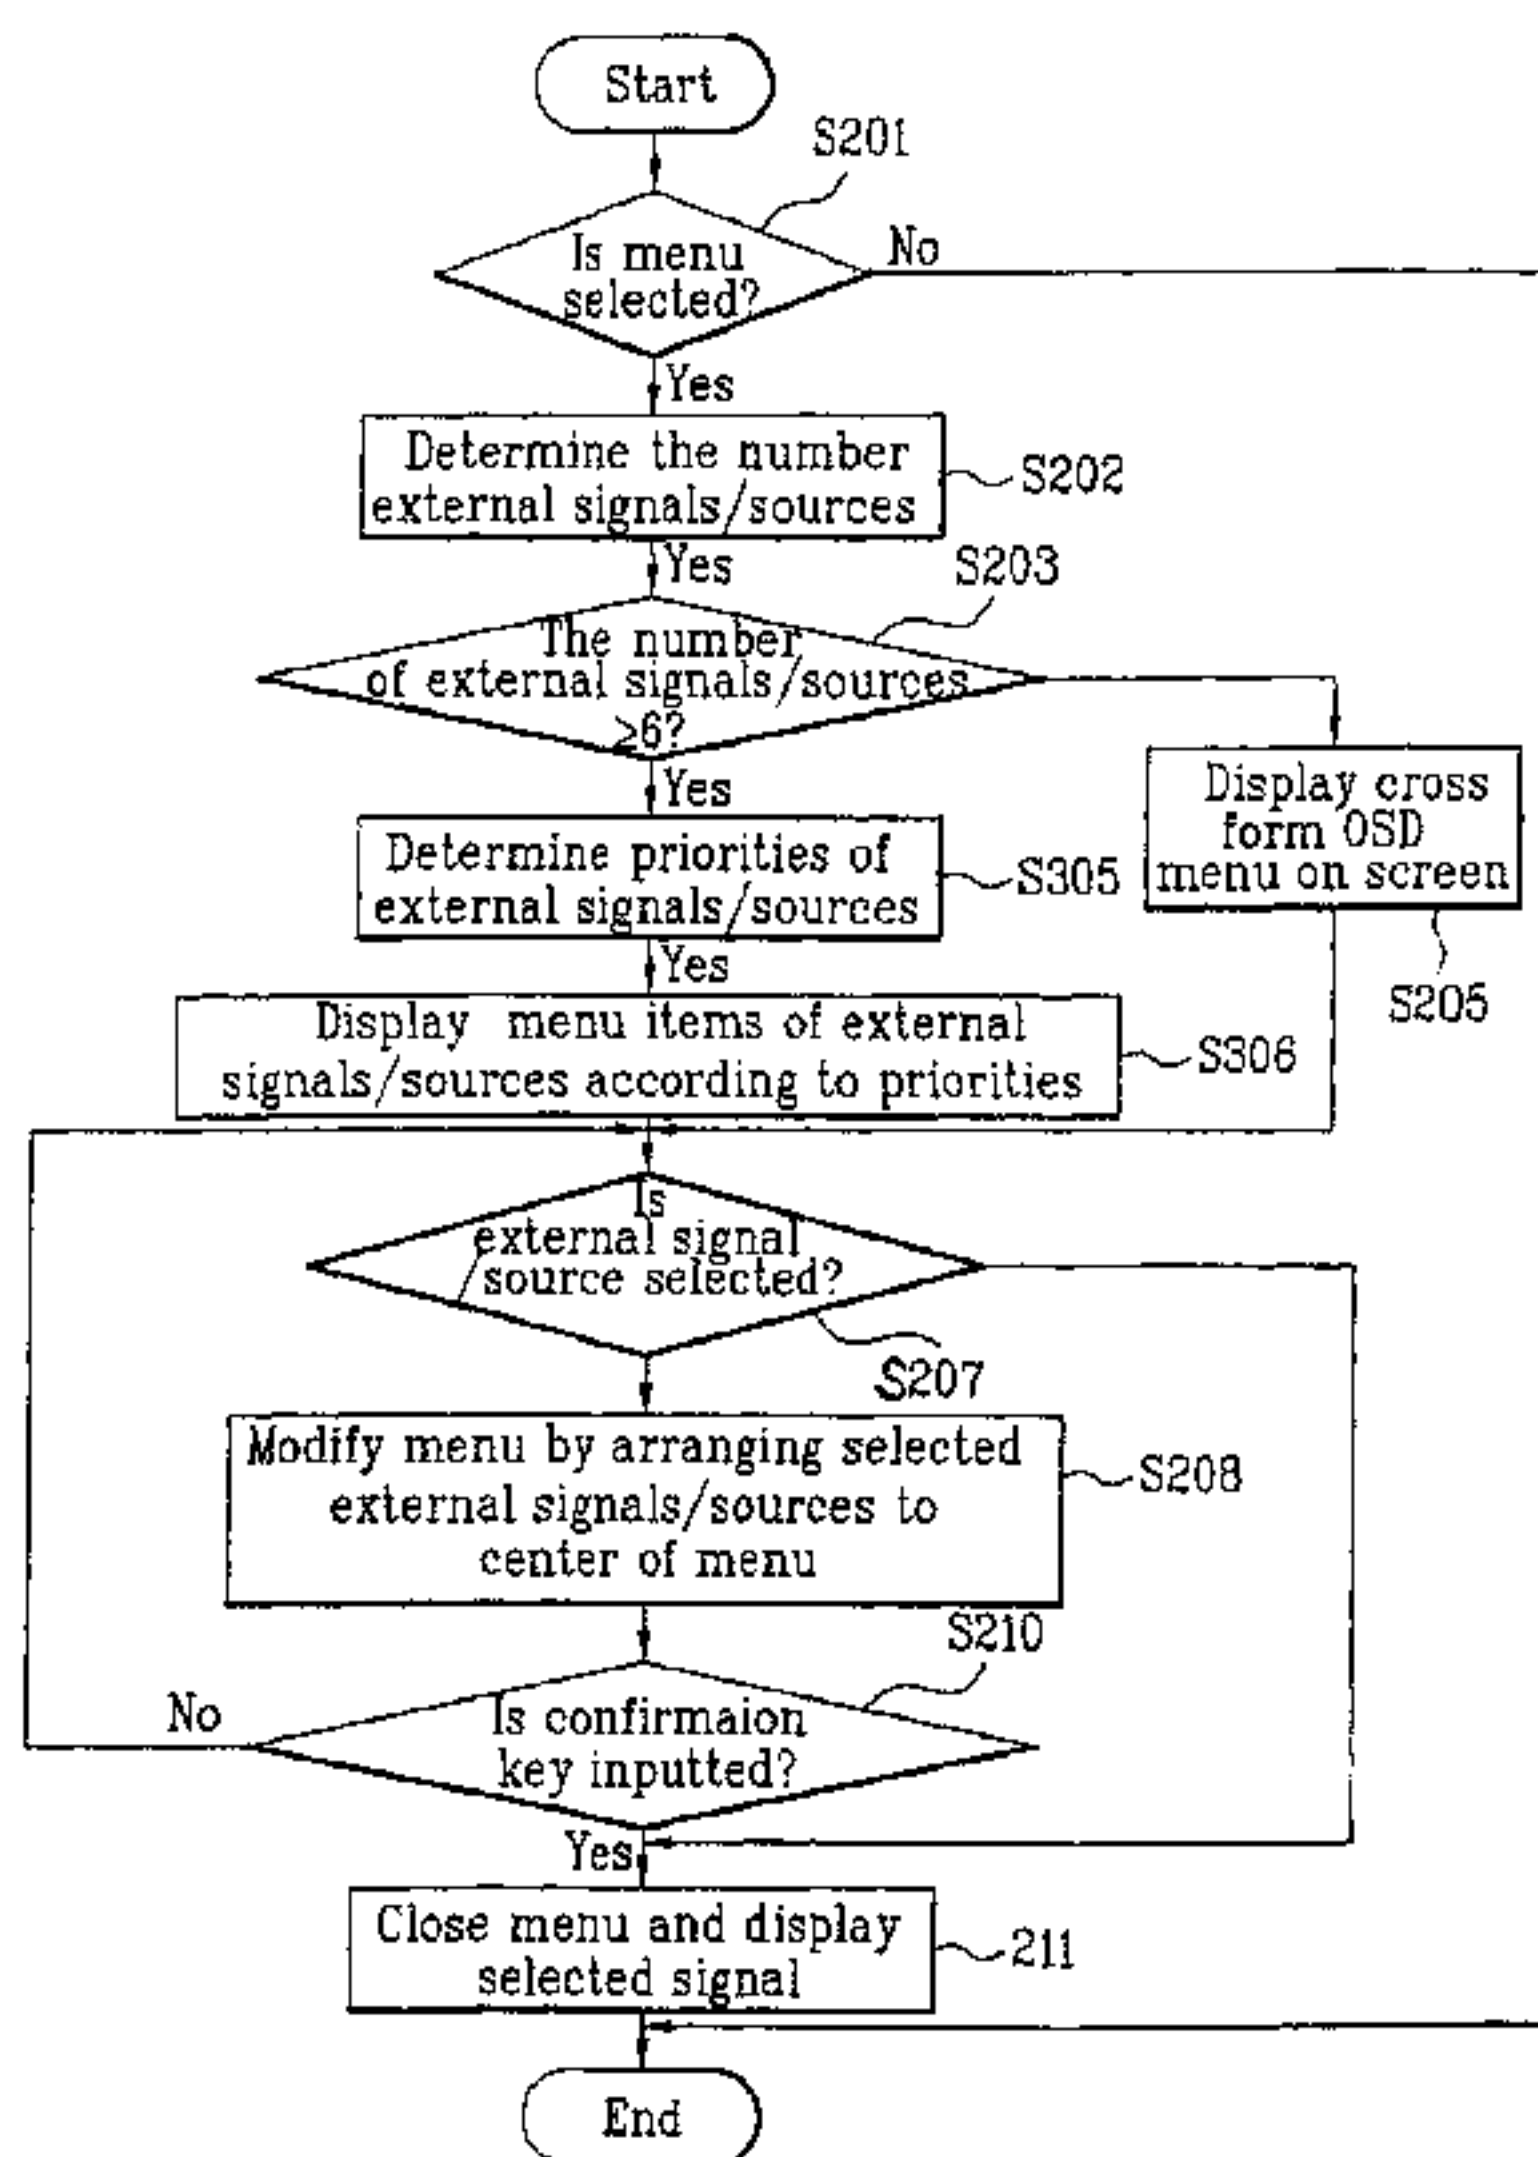 Start
S201
Is menu
selected?
No
Yes
Determine the number
external signals/sources
S202
Yes
S203
The number
of external signals/sources
≥6?
Yes
Display cross
form OSD
menu on screen
S205
Determine priorities of
external signals/sources
S305
Yes
Display menu items of external
signals/sources according to priorities
S306
Is
external signal
/source selected?
S207
Modify menu by arranging selected
external signals/sources to
center of menu
S208
S210
No
Is confirmaion
key inputted?
Yes
Close menu and display
selected signal
211
End